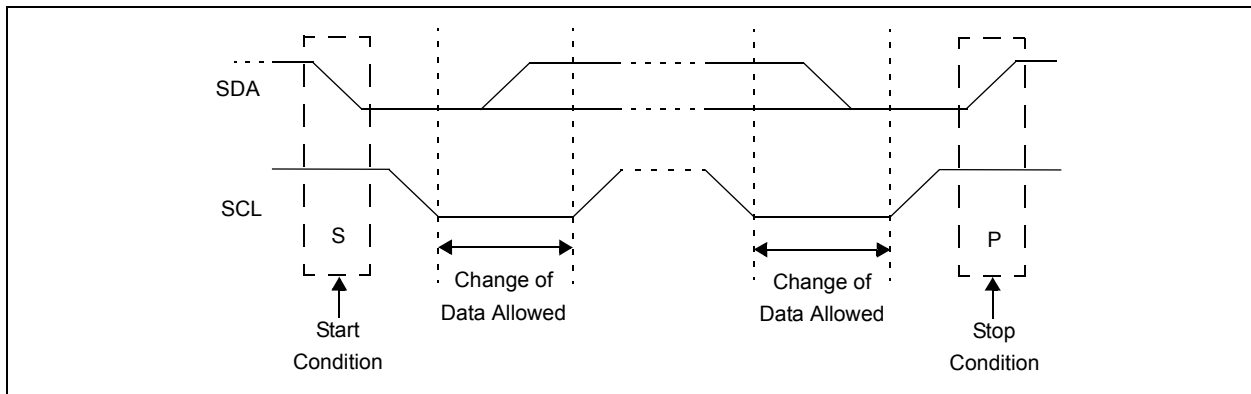 SDA
SCL
S
P
Change of
Data Allowed
Change of
Data Allowed
Start
Condition
Stop
Condition